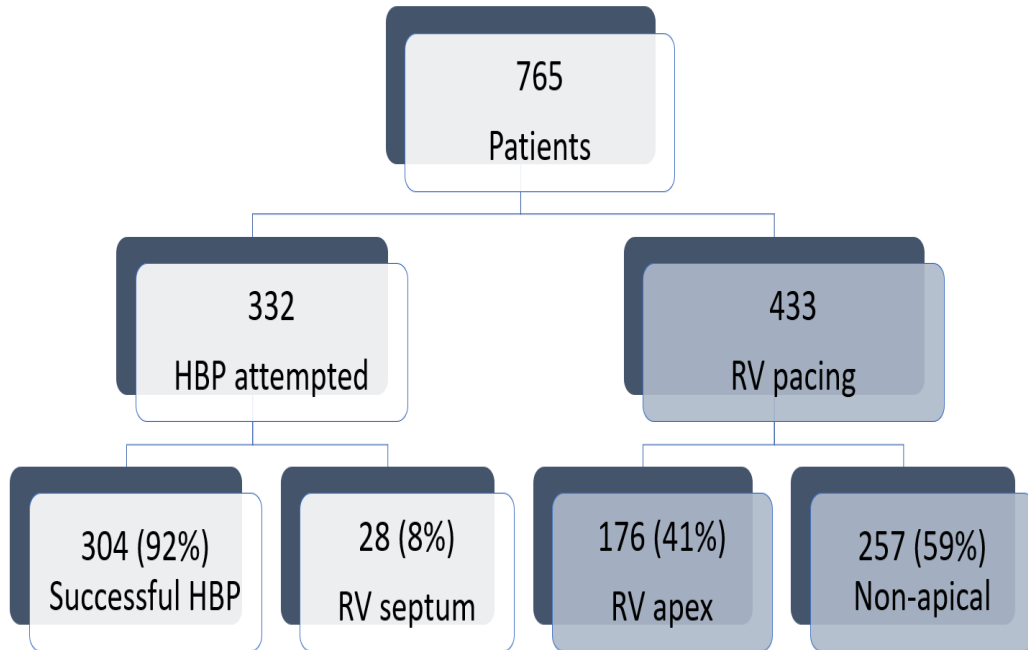 765
Patients
332
HBP attempted
433
RV pacing
304 (92%)
Successful HBP
28 (8%)
RV septum
176 (41%)
RV apex
257 (59%)
Non-apical